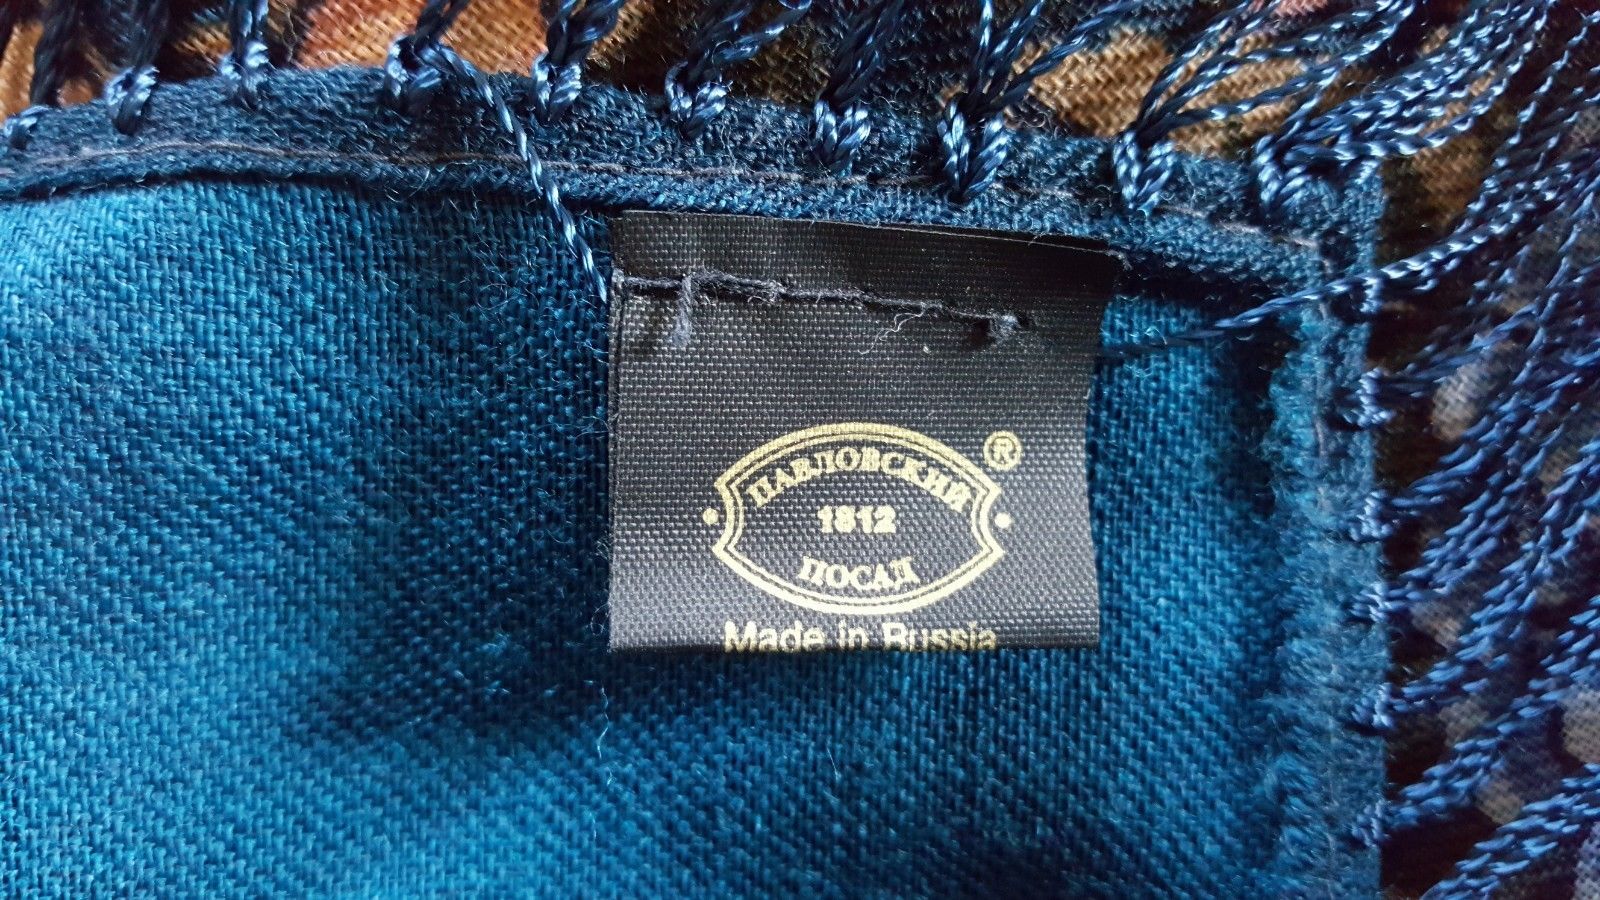 ПАВЛОВСКИЙ ®
1812
ПОСАД
Made in Russia